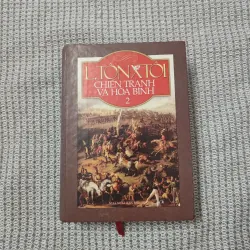 L. TÔNXTÔI
CHIẾN TRANH
VÀ HÒA BÌNH
2